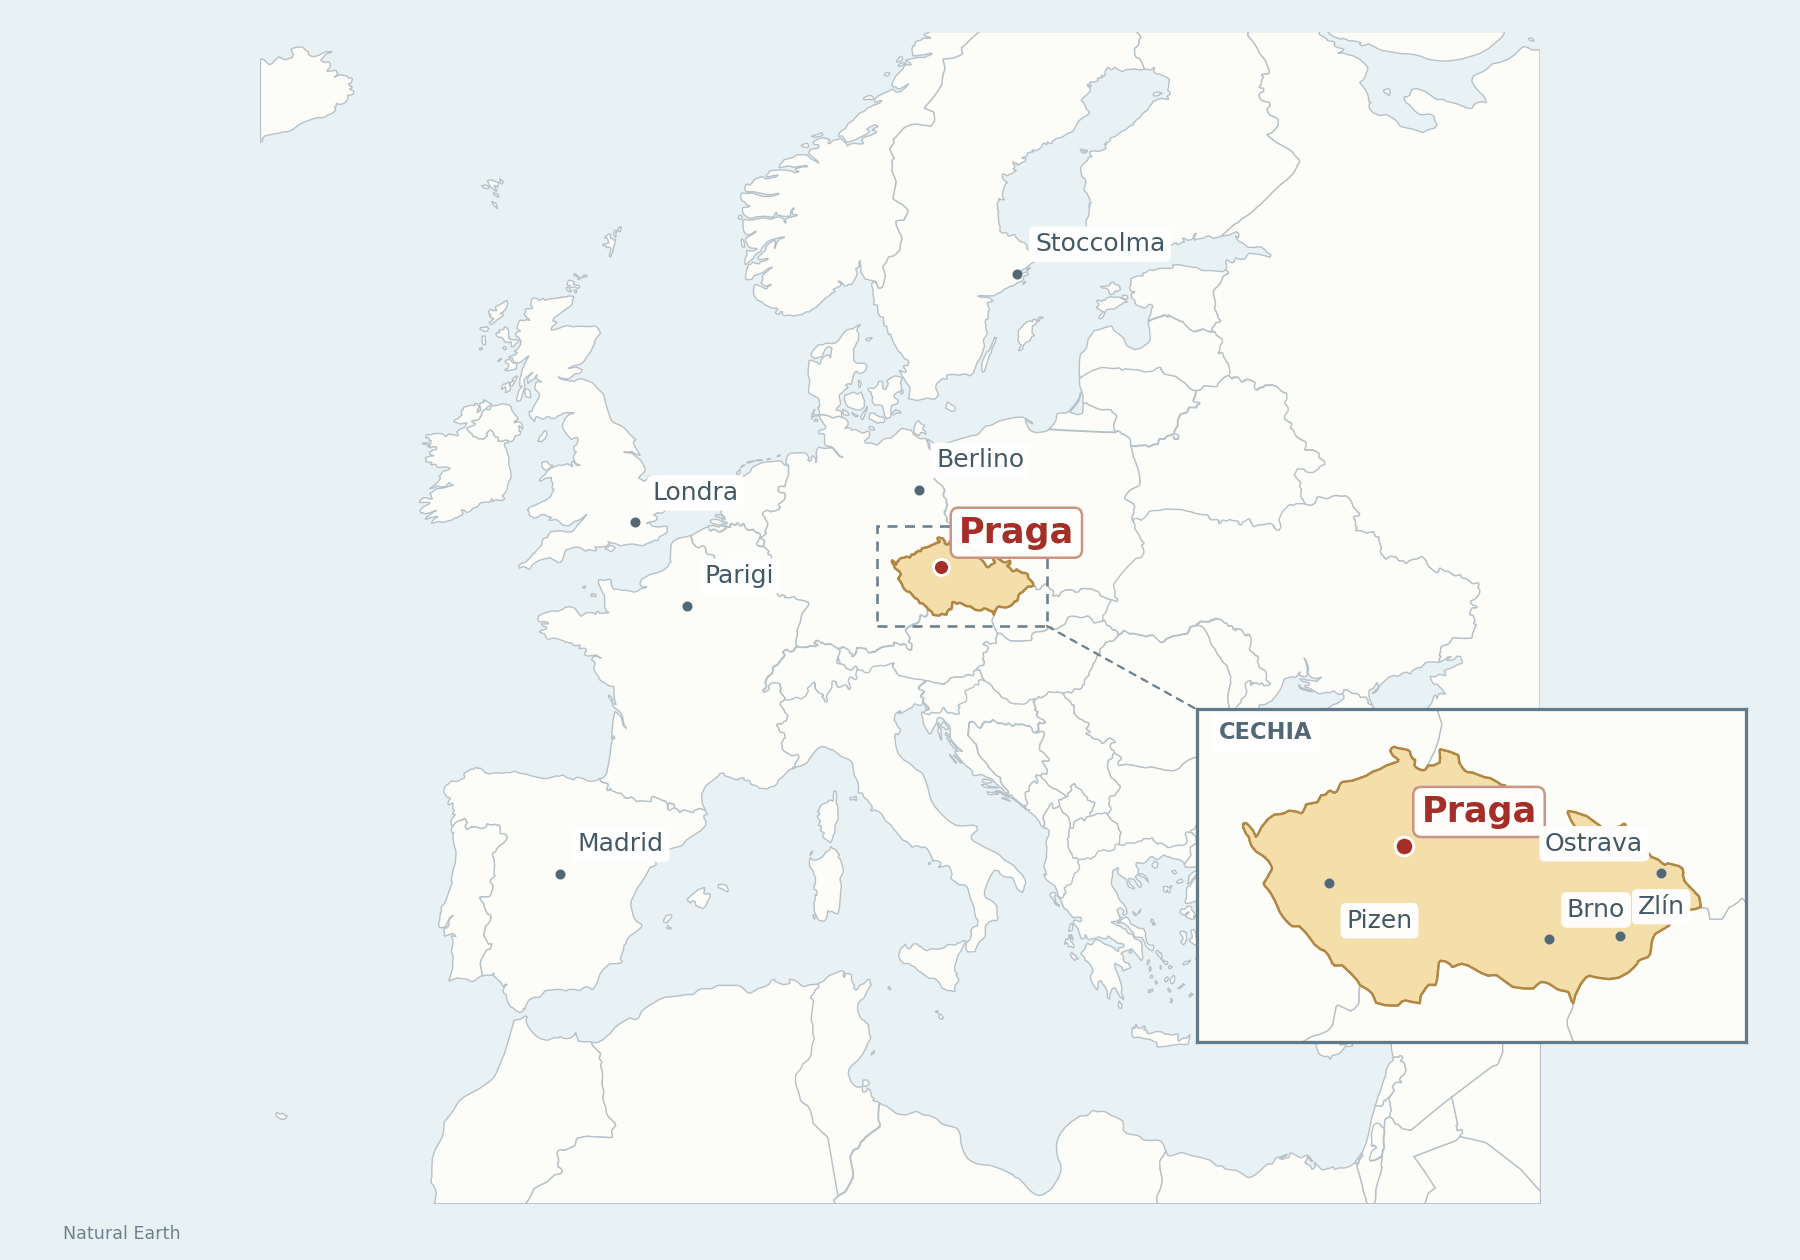 Stoccolma
Berlino
Londra
Praga
Parigi
Madrid
CECHIA
Praga
Ostrava
Pizen
Brno
Zlín
Natural Earth